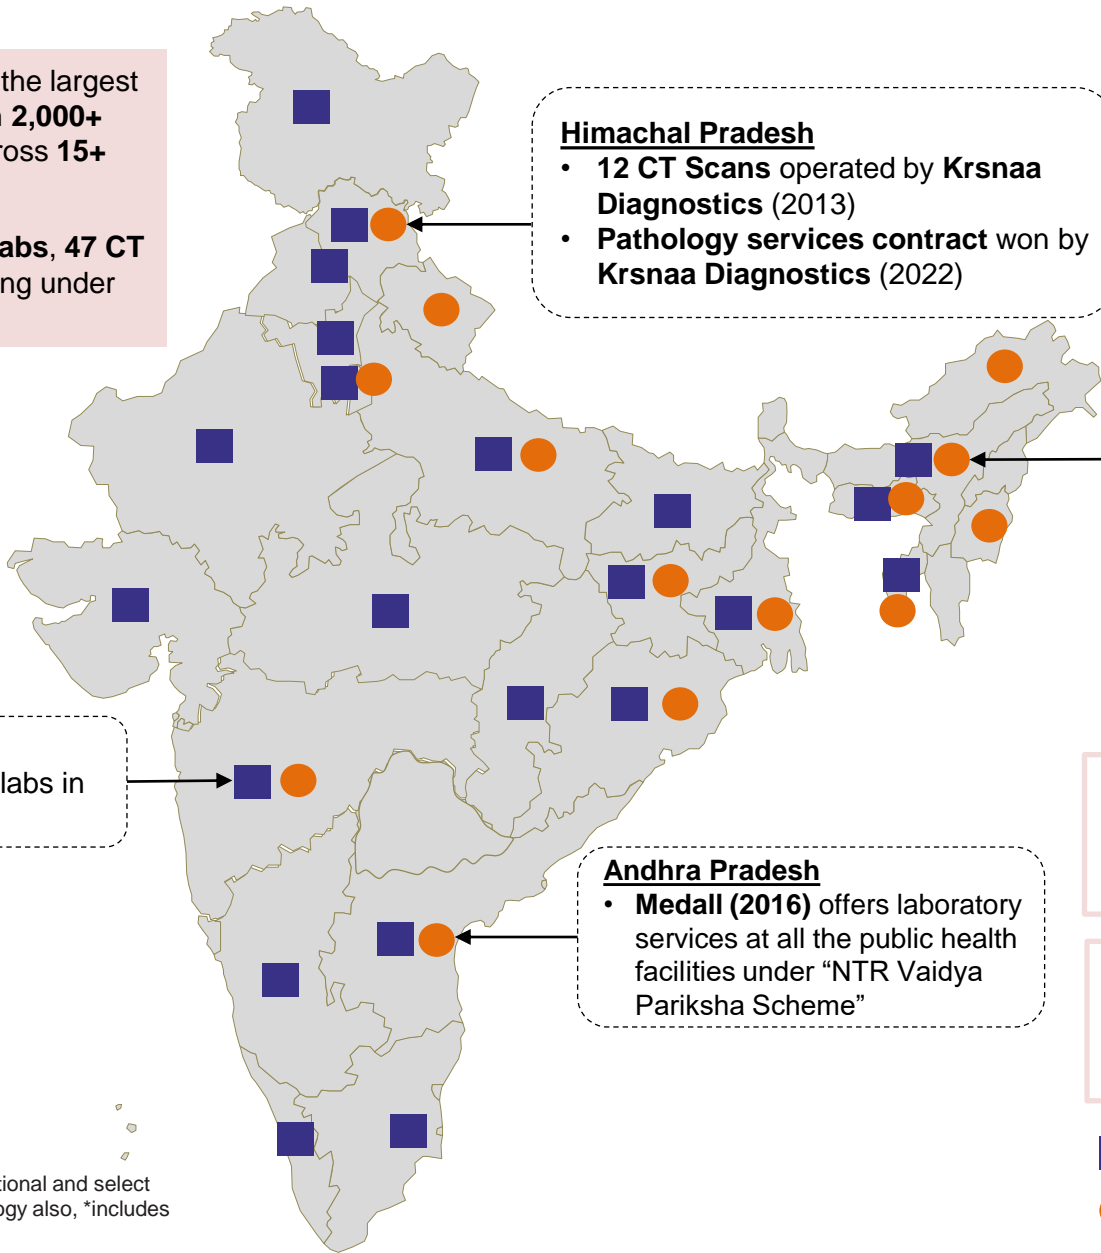 the largest
2,000+
ross 15+
abs, 47 CT
ing under
Himachal Pradesh
• 12 CT Scans operated by Krsnaa
Diagnostics (2013)
• Pathology services contract won by
Krsnaa Diagnostics (2022)
labs in
Andhra Pradesh
• Medall (2016) offers laboratory
services at all the public health
facilities under “NTR Vaidya
Pariksha Scheme”
tional and select
ogy also, *includes